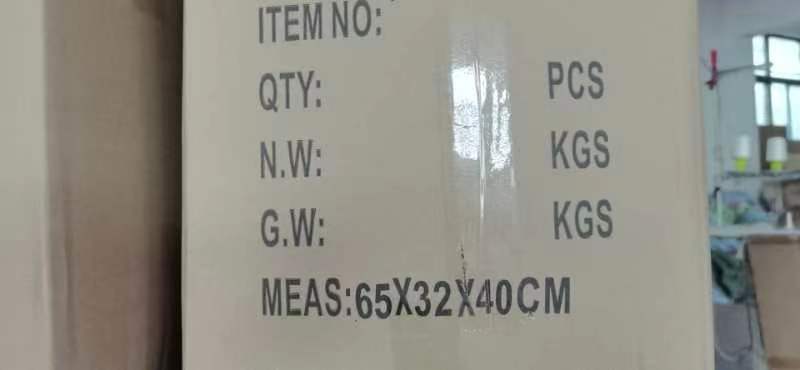 ITEM NO:
QTY: PCS
N.W: KGS
G.W: KGS
MEAS:65X32X40CM